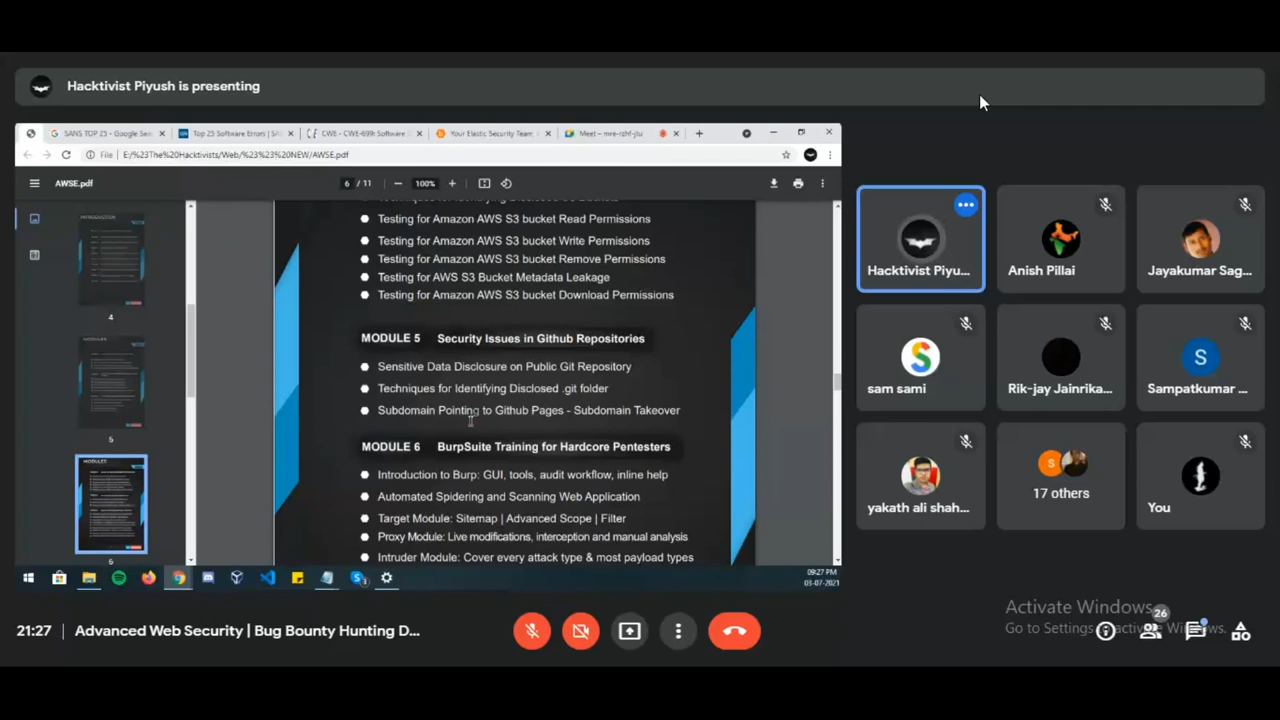 Hacktivist Piyush is presenting
SANS TOP 25 - Google Sea
Top 25 Software Errors | SA
CWE - CWE-699: Software
Your Elastic Security Team,
Meet – mre-rzhf-jtu
File | E:/%23The%20Hacktivists/Web/%23%23%20NEW/AWSE.pdf
AWSE.pdf
6 / 11
100%
INTRODUCTION
4
5
6
Testing for Amazon AWS S3 bucket Read Permissions
Testing for Amazon AWS S3 bucket Write Permissions
Testing for Amazon AWS S3 bucket Remove Permissions
Testing for AWS S3 Bucket Metadata Leakage
Testing for Amazon AWS S3 bucket Download Permissions
MODULE 5 Security Issues in Github Repositories
Sensitive Data Disclosure on Public Git Repository
Techniques for Identifying Disclosed .git folder
Subdomain Pointing to Github Pages - Subdomain Takeover
MODULE 6 BurpSuite Training for Hardcore Pentesters
Introduction to Burp: GUI, tools, audit workflow, inline help
Automated Spidering and Scanning Web Application
Target Module: Sitemap | Advanced Scope | Filter
Proxy Module: Live modifications, interception and manual analysis
Intruder Module: Cover every attack type & most payload types
09:27 PM
03-07-2021
Hacktivist Piyu...
Anish Pillai
Jayakumar Sag...
sam sami
Rik-jay Jainrika...
S
Sampatkumar ...
yakath ali shah...
S
17 others
You
21:27 | Advanced Web Security | Bug Bounty Hunting D...
Activate Windows
Go to Settings to activate Windows.
26